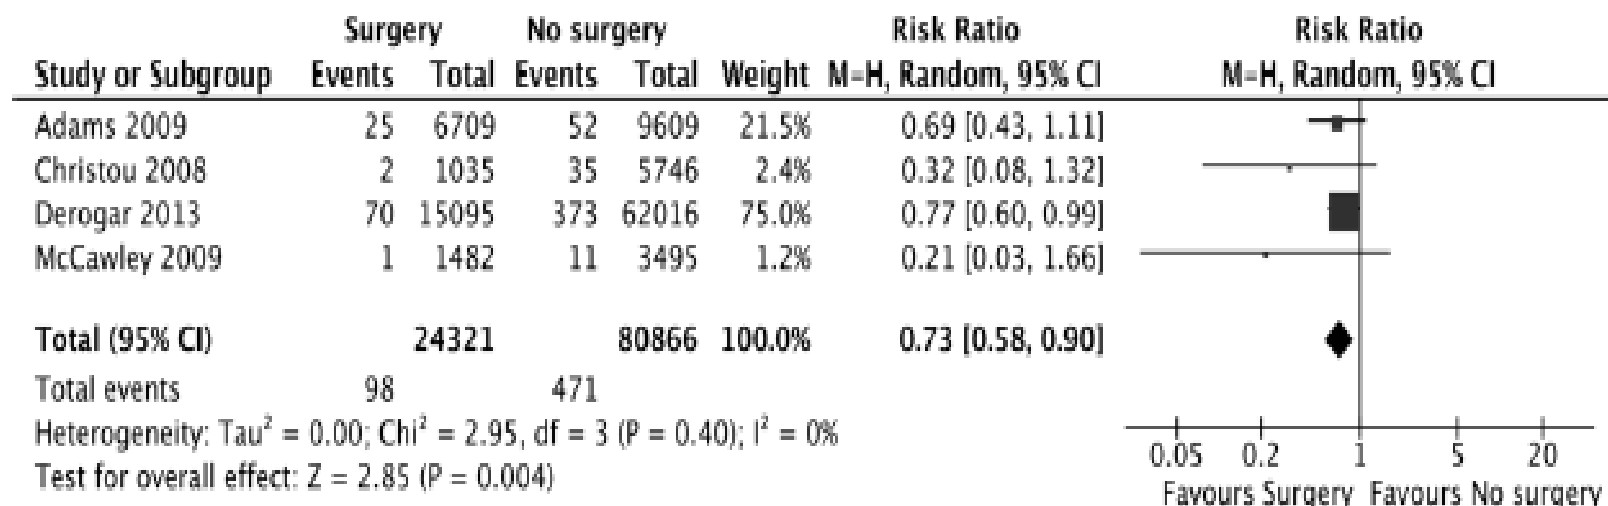 Surgery No surgery Risk Ratio Risk Ratio
Study or Subgroup Events Total Events Total Weight M-H, Random, 95% CI M-H, Random, 95% CI
Adams 2009 25 6709 52 9609 21.5% 0.69 [0.43, 1.11]
Christou 2008 2 1035 35 5746 2.4% 0.32 [0.08, 1.32]
Derogar 2013 70 15095 373 62016 75.0% 0.77 [0.60, 0.99]
McCawley 2009 1 1482 11 3495 1.2% 0.21 [0.03, 1.66]
Total (95% CI) 24321 80866 100.0% 0.73 [0.58, 0.90]
Total events 98 471
Heterogeneity: Tau² = 0.00; Chi² = 2.95, df = 3 (P = 0.40); I² = 0%
Test for overall effect: Z = 2.85 (P = 0.004)
0.05 0.2 1 5 20
Favours Surgery Favours No surgery